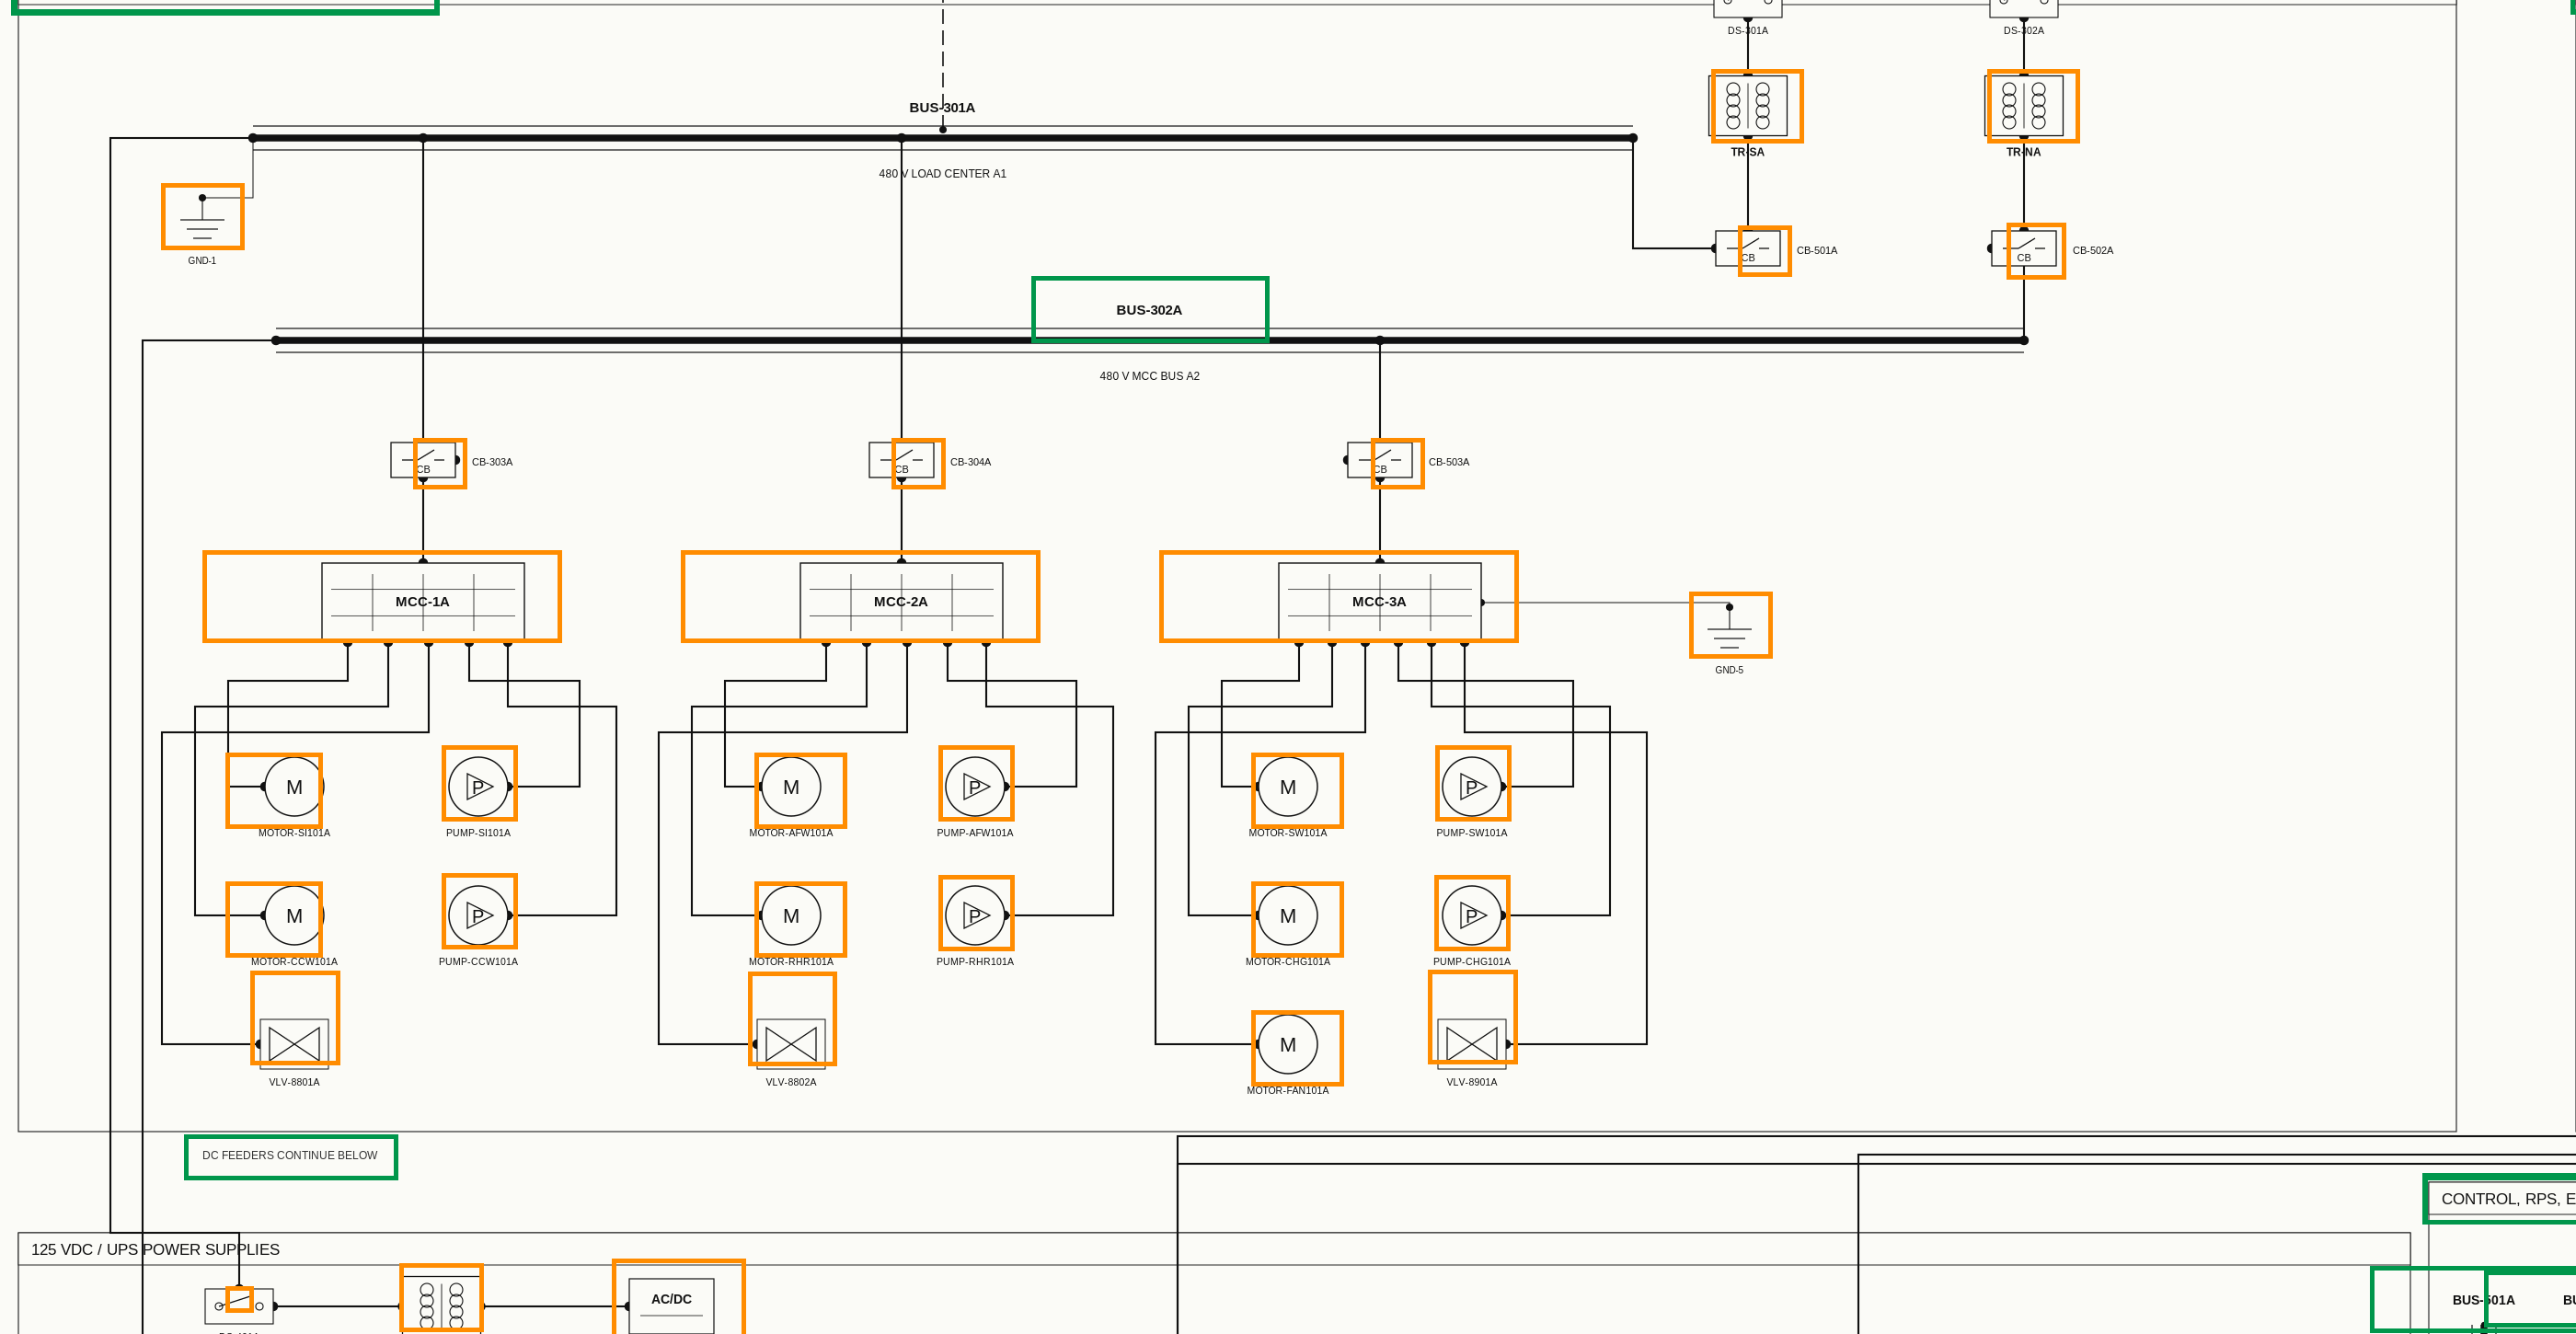 DS-301A
DS-302A
BUS-301A
TR-SA
TR-NA
480 V LOAD CENTER A1
GND-1
CB
CB-501A
CB
CB-502A
BUS-302A
480 V MCC BUS A2
CB
CB-303A
CB
CB-304A
CB
CB-503A
MCC-1A
MCC-2A
MCC-3A
GND-5
M
P
M
P
M
P
MOTOR-SI101A
PUMP-SI101A
MOTOR-AFW101A
PUMP-AFW101A
MOTOR-SW101A
PUMP-SW101A
M
P
M
P
M
P
MOTOR-CCW101A
PUMP-CCW101A
MOTOR-RHR101A
PUMP-RHR101A
MOTOR-CHG101A
PUMP-CHG101A
M
VLV-8801A
VLV-8802A
MOTOR-FAN101A
VLV-8901A
DC FEEDERS CONTINUE BELOW
CONTROL, RPS, E
125 VDC / UPS POWER SUPPLIES
AC/DC
BUS-501A
BU